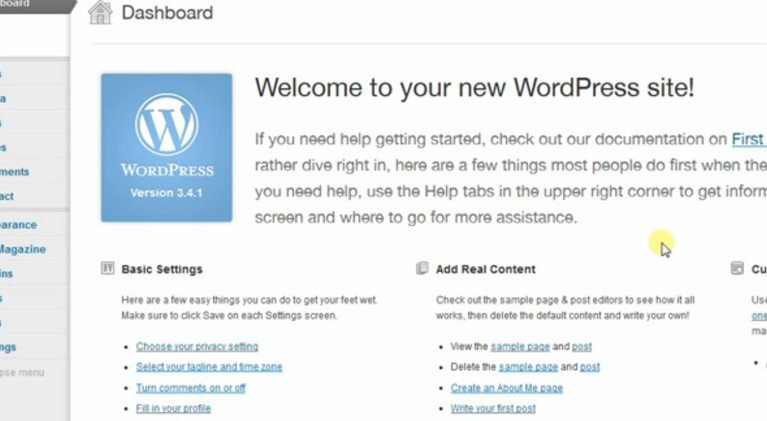 board
Dashboard
Welcome to your new WordPress site!
If you need help getting started, check out our documentation on First
rather dive right in, here are a few things most people do first when the
you need help, use the Help tabs in the upper right corner to get inform
screen and where to go for more assistance.
WORDPRESS
Version 3.4.1
s
a
s
es
ments
act
earance
Magazine
ins
s
s
ngs
pse menu
Basic Settings
Here are a few easy things you can do to get your feet wet.
Make sure to click Save on each Settings screen.
Choose your privacy setting
Select your tagline and time zone
Turn comments on or off
Fill in your profile
Add Real Content
Check out the sample page & post editors to see how it all
works, then delete the default content and write your own!
View the sample page and post
Delete the sample page and post
Create an About Me page
Write your first post
Cu
Use
one
ma